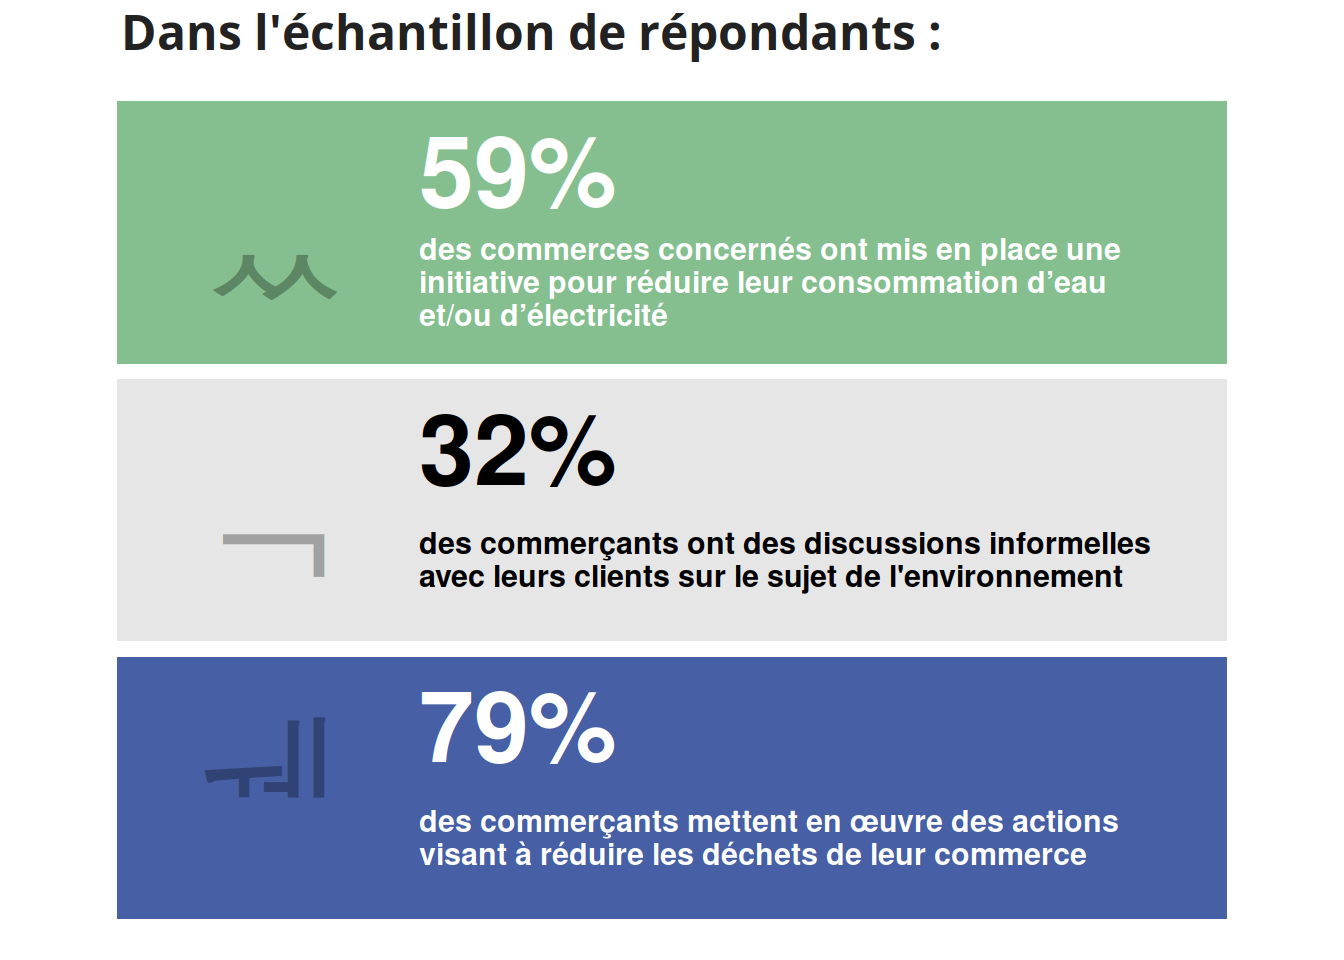 Dans l'échantillon de répondants :
59%
des commerces concernés ont mis en place une
initiative pour réduire leur consommation d’eau
et/ou d’électricité
ᄊ
32%
des commerçants ont des discussions informelles
avec leurs clients sur le sujet de l'environnement
ᆨ
79%
des commerçants mettent en œuvre des actions
visant à réduire les déchets de leur commerce
ᆐ